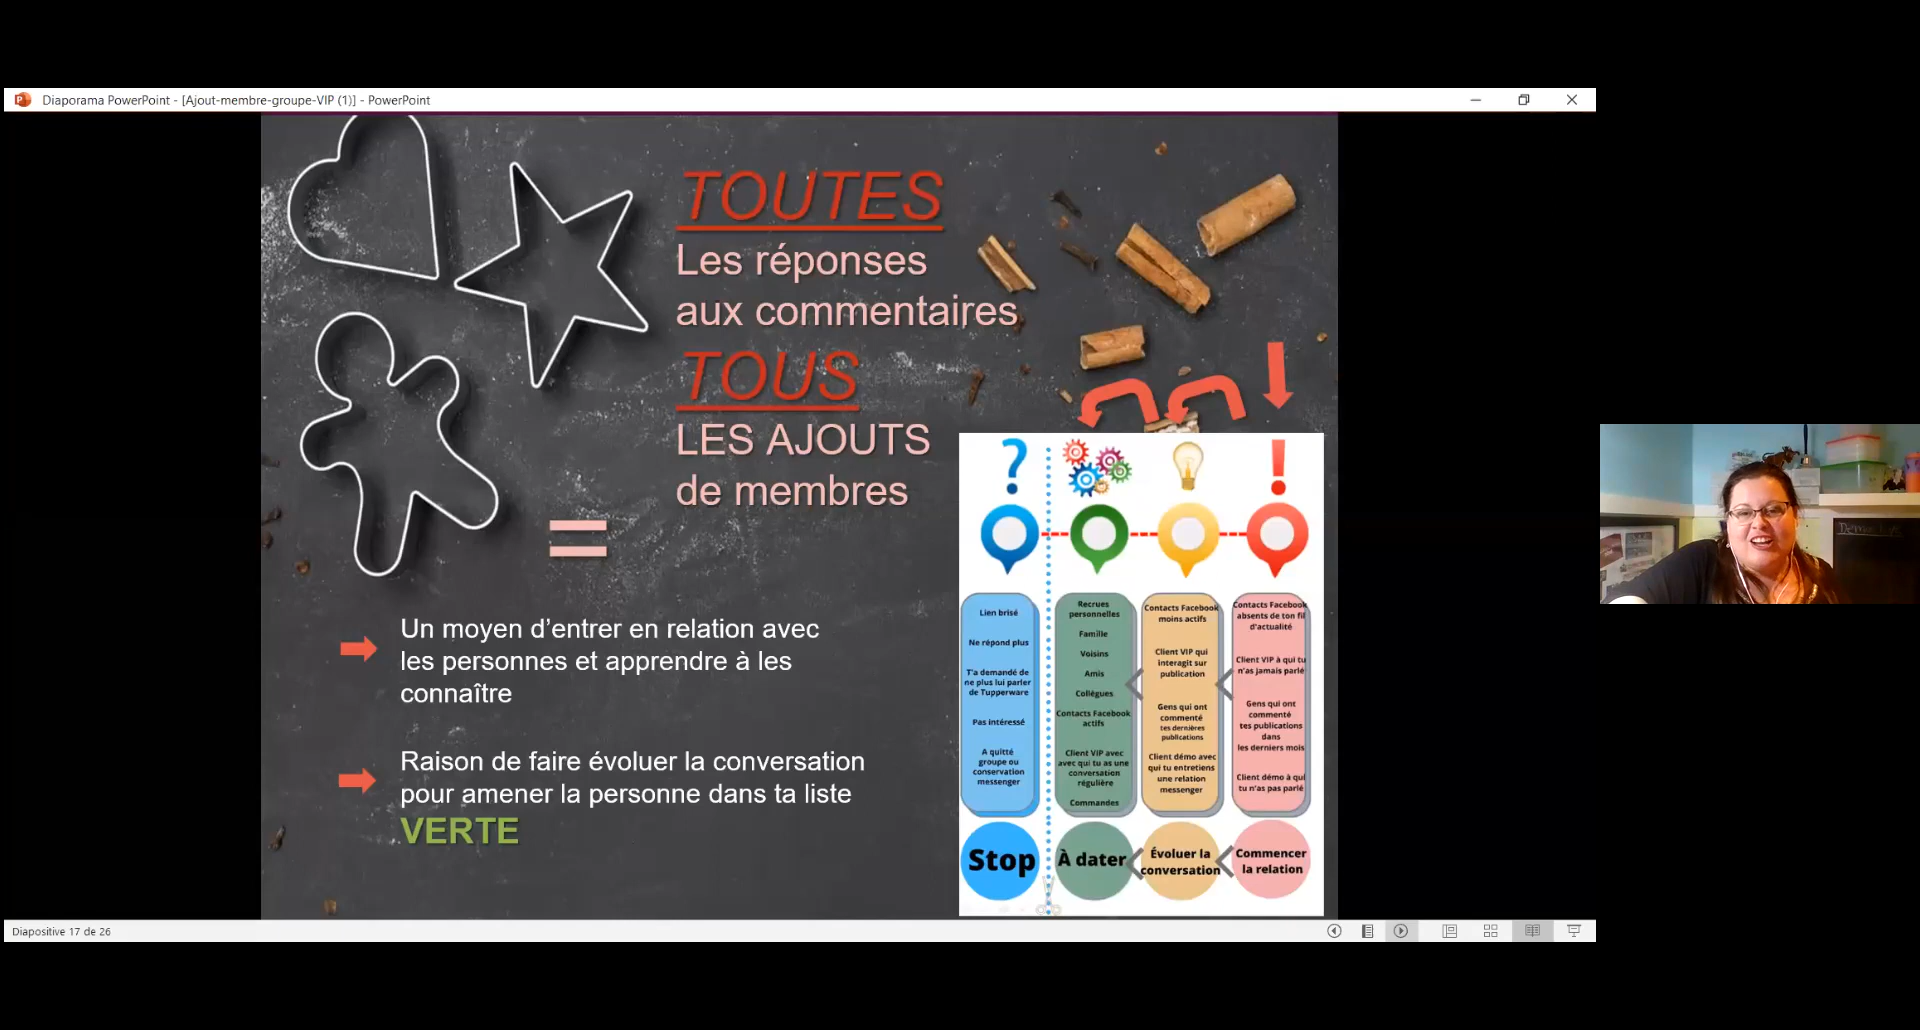 Diaporama PowerPoint - [Ajout-membre-groupe-VIP (1)] - PowerPoint
TOUTES
Les réponses
aux commentaires
TOUS
LES AJOUTS
de membres
=
Un moyen d'entrer en relation avec
les personnes et apprendre à les
connaître
Raison de faire évoluer la conversation
pour amener la personne dans ta liste
VERTE
?
!
Lien brisé
Ne répond plus
T'a demandé de
ne plus lui parler
de Tupperware
Pas intéressé
A quitté
groupe ou
conservation
messenger
Stop
Recrues
personnelles
Famille
Voisins
Amis
Collègues
Contacts Facebook
actifs
Client VIP avec
avec qui tu as une
conversation
régulière
Commandes
À dater
Contacts Facebook
moins actifs
Client VIP qui
interagit sur
publication
Gens qui ont
commenté
tes dernières
publications
Client démo avec
qui tu entretiens
une relation
messenger
Évoluer la
conversation
Contacts Facebook
absents de ton fil
d'actualité
Client VIP à qui tu
n'as jamais parlé
Gens qui ont
commenté
tes publications
dans
les derniers mois
Client démo à qui
tu n'as pas parlé
Commencer
la relation
Diapositive 17 de 26